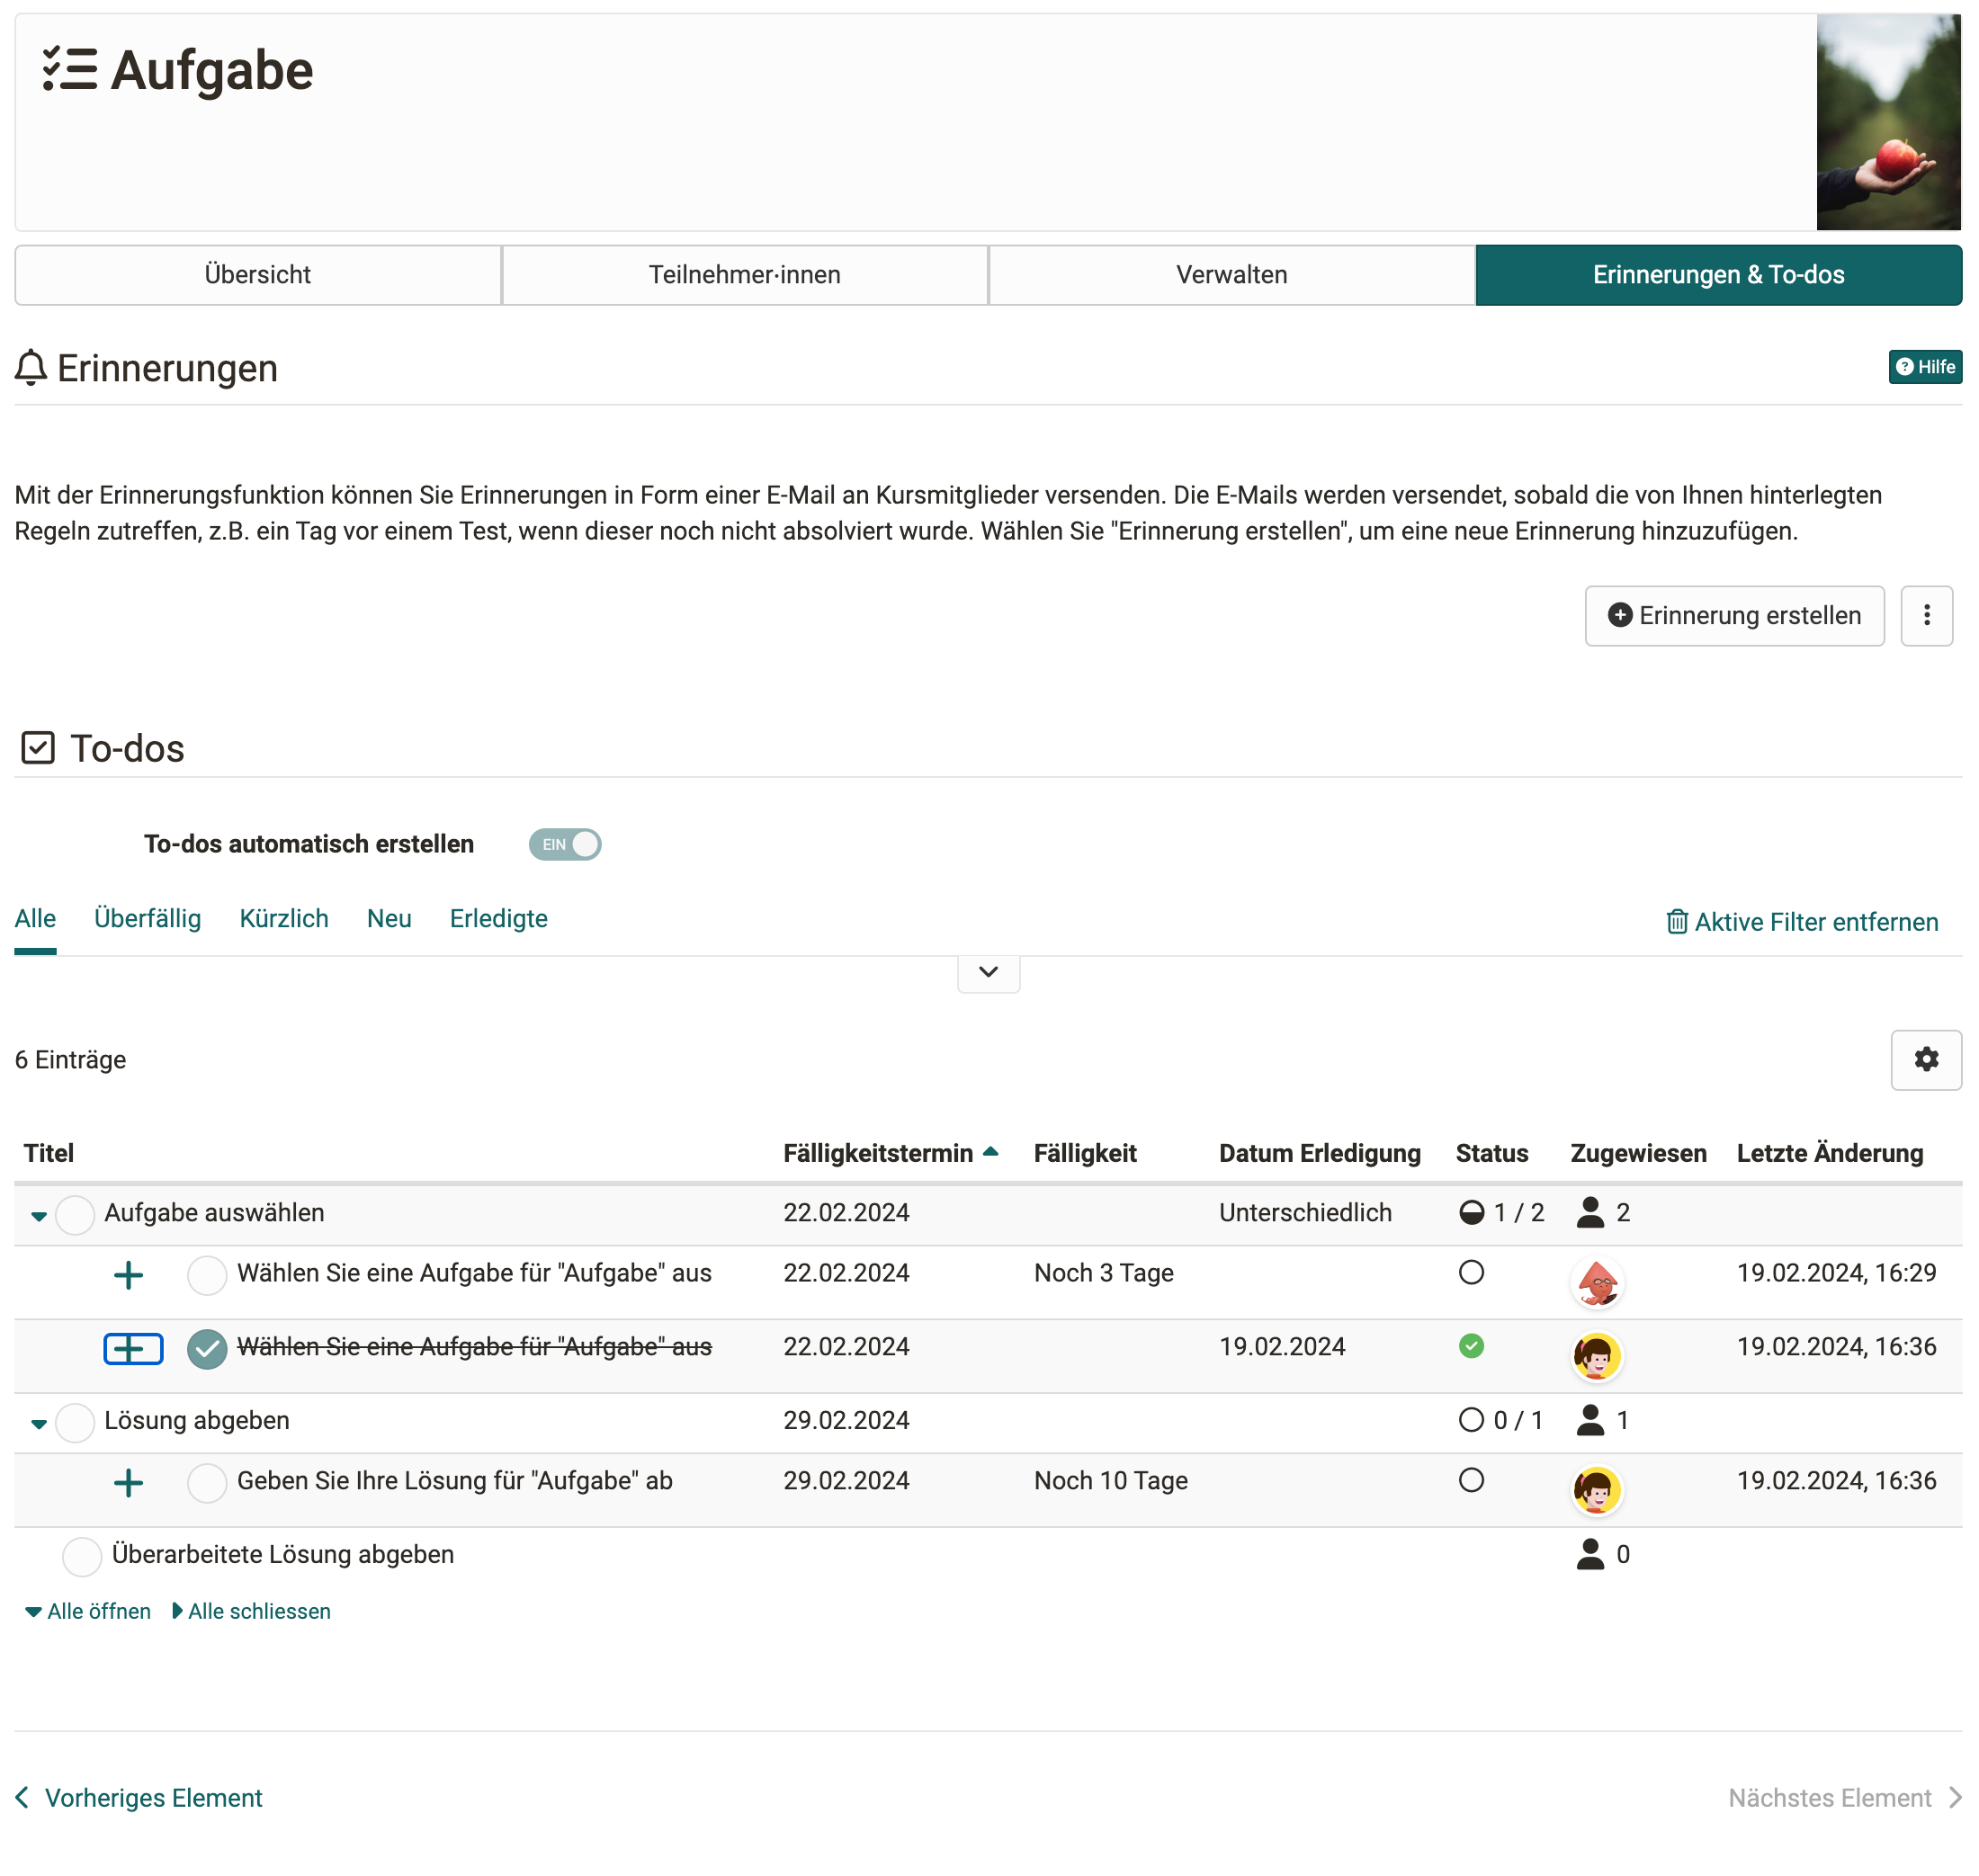 Aufgabe
Übersicht
Teilnehmer·innen
Verwalten
Erinnerungen & To-dos
Erinnerungen
Hilfe
Mit der Erinnerungsfunktion können Sie Erinnerungen in Form einer E-Mail an Kursmitglieder versenden. Die E-Mails werden versendet, sobald die von Ihnen hinterlegten
Regeln zutreffen, z.B. ein Tag vor einem Test, wenn dieser noch nicht absolviert wurde. Wählen Sie "Erinnerung erstellen", um eine neue Erinnerung hinzuzufügen.
Erinnerung erstellen
To-dos
To-dos automatisch erstellen EIN
Alle Überfällig Kürzlich Neu Erledigte
Aktive Filter entfernen
6 Einträge
Titel Fälligkeitstermin Fälligkeit Datum Erledigung Status Zugewiesen Letzte Änderung
Aufgabe auswählen 22.02.2024 Unterschiedlich 1 / 2 2
Wählen Sie eine Aufgabe für "Aufgabe" aus 22.02.2024 Noch 3 Tage 19.02.2024, 16:29
Wählen Sie eine Aufgabe für "Aufgabe" aus 22.02.2024 19.02.2024 19.02.2024, 16:36
Lösung abgeben 29.02.2024 0 / 1 1
Geben Sie Ihre Lösung für "Aufgabe" ab 29.02.2024 Noch 10 Tage 19.02.2024, 16:36
Überarbeitete Lösung abgeben 0
Alle öffnen Alle schliessen
Vorheriges Element
Nächstes Element